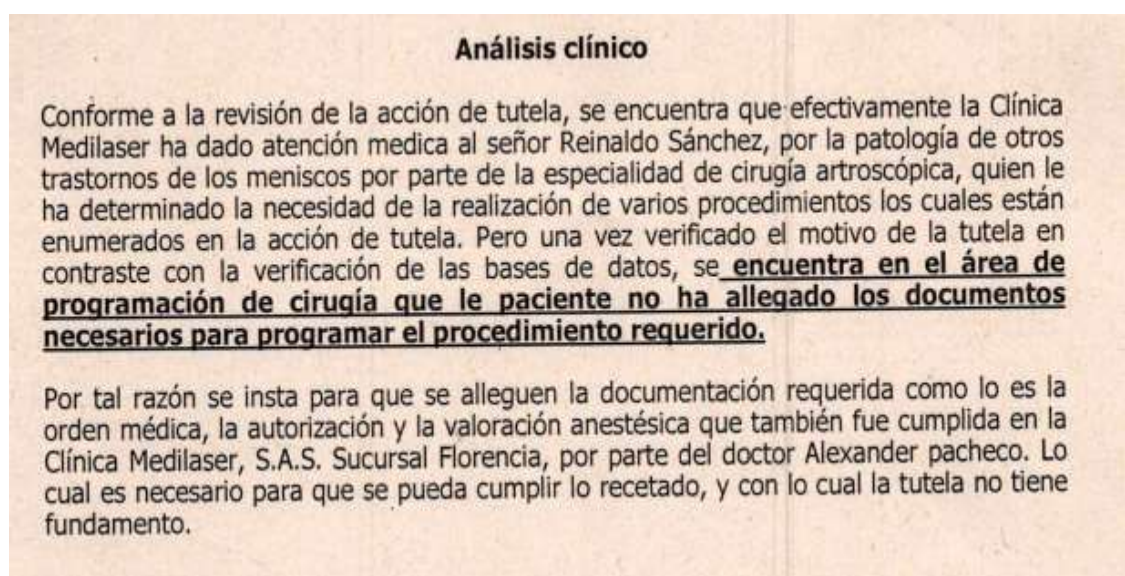 Análisis clínico
Conforme a la revisión de la acción de tutela, se encuentra que efectivamente la Clínica
Medilaser ha dado atención medica al señor Reinaldo Sánchez, por la patología de otros
trastornos de los meniscos por parte de la especialidad de cirugía artroscópica, quien le
ha determinado la necesidad de la realización de varios procedimientos los cuales están
enumerados en la acción de tutela. Pero una vez verificado el motivo de la tutela en
contraste con la verificación de las bases de datos, se encuentra en el área de
programación de cirugía que le paciente no ha allegado los documentos
necesarios para programar el procedimiento requerido.
Por tal razón se insta para que se alleguen la documentación requerida como lo es la
orden médica, la autorización y la valoración anestésica que también fue cumplida en la
Clínica Medilaser, S.A.S. Sucursal Florencia, por parte del doctor Alexander pacheco. Lo
cual es necesario para que se pueda cumplir lo recetado, y con lo cual la tutela no tiene
fundamento.